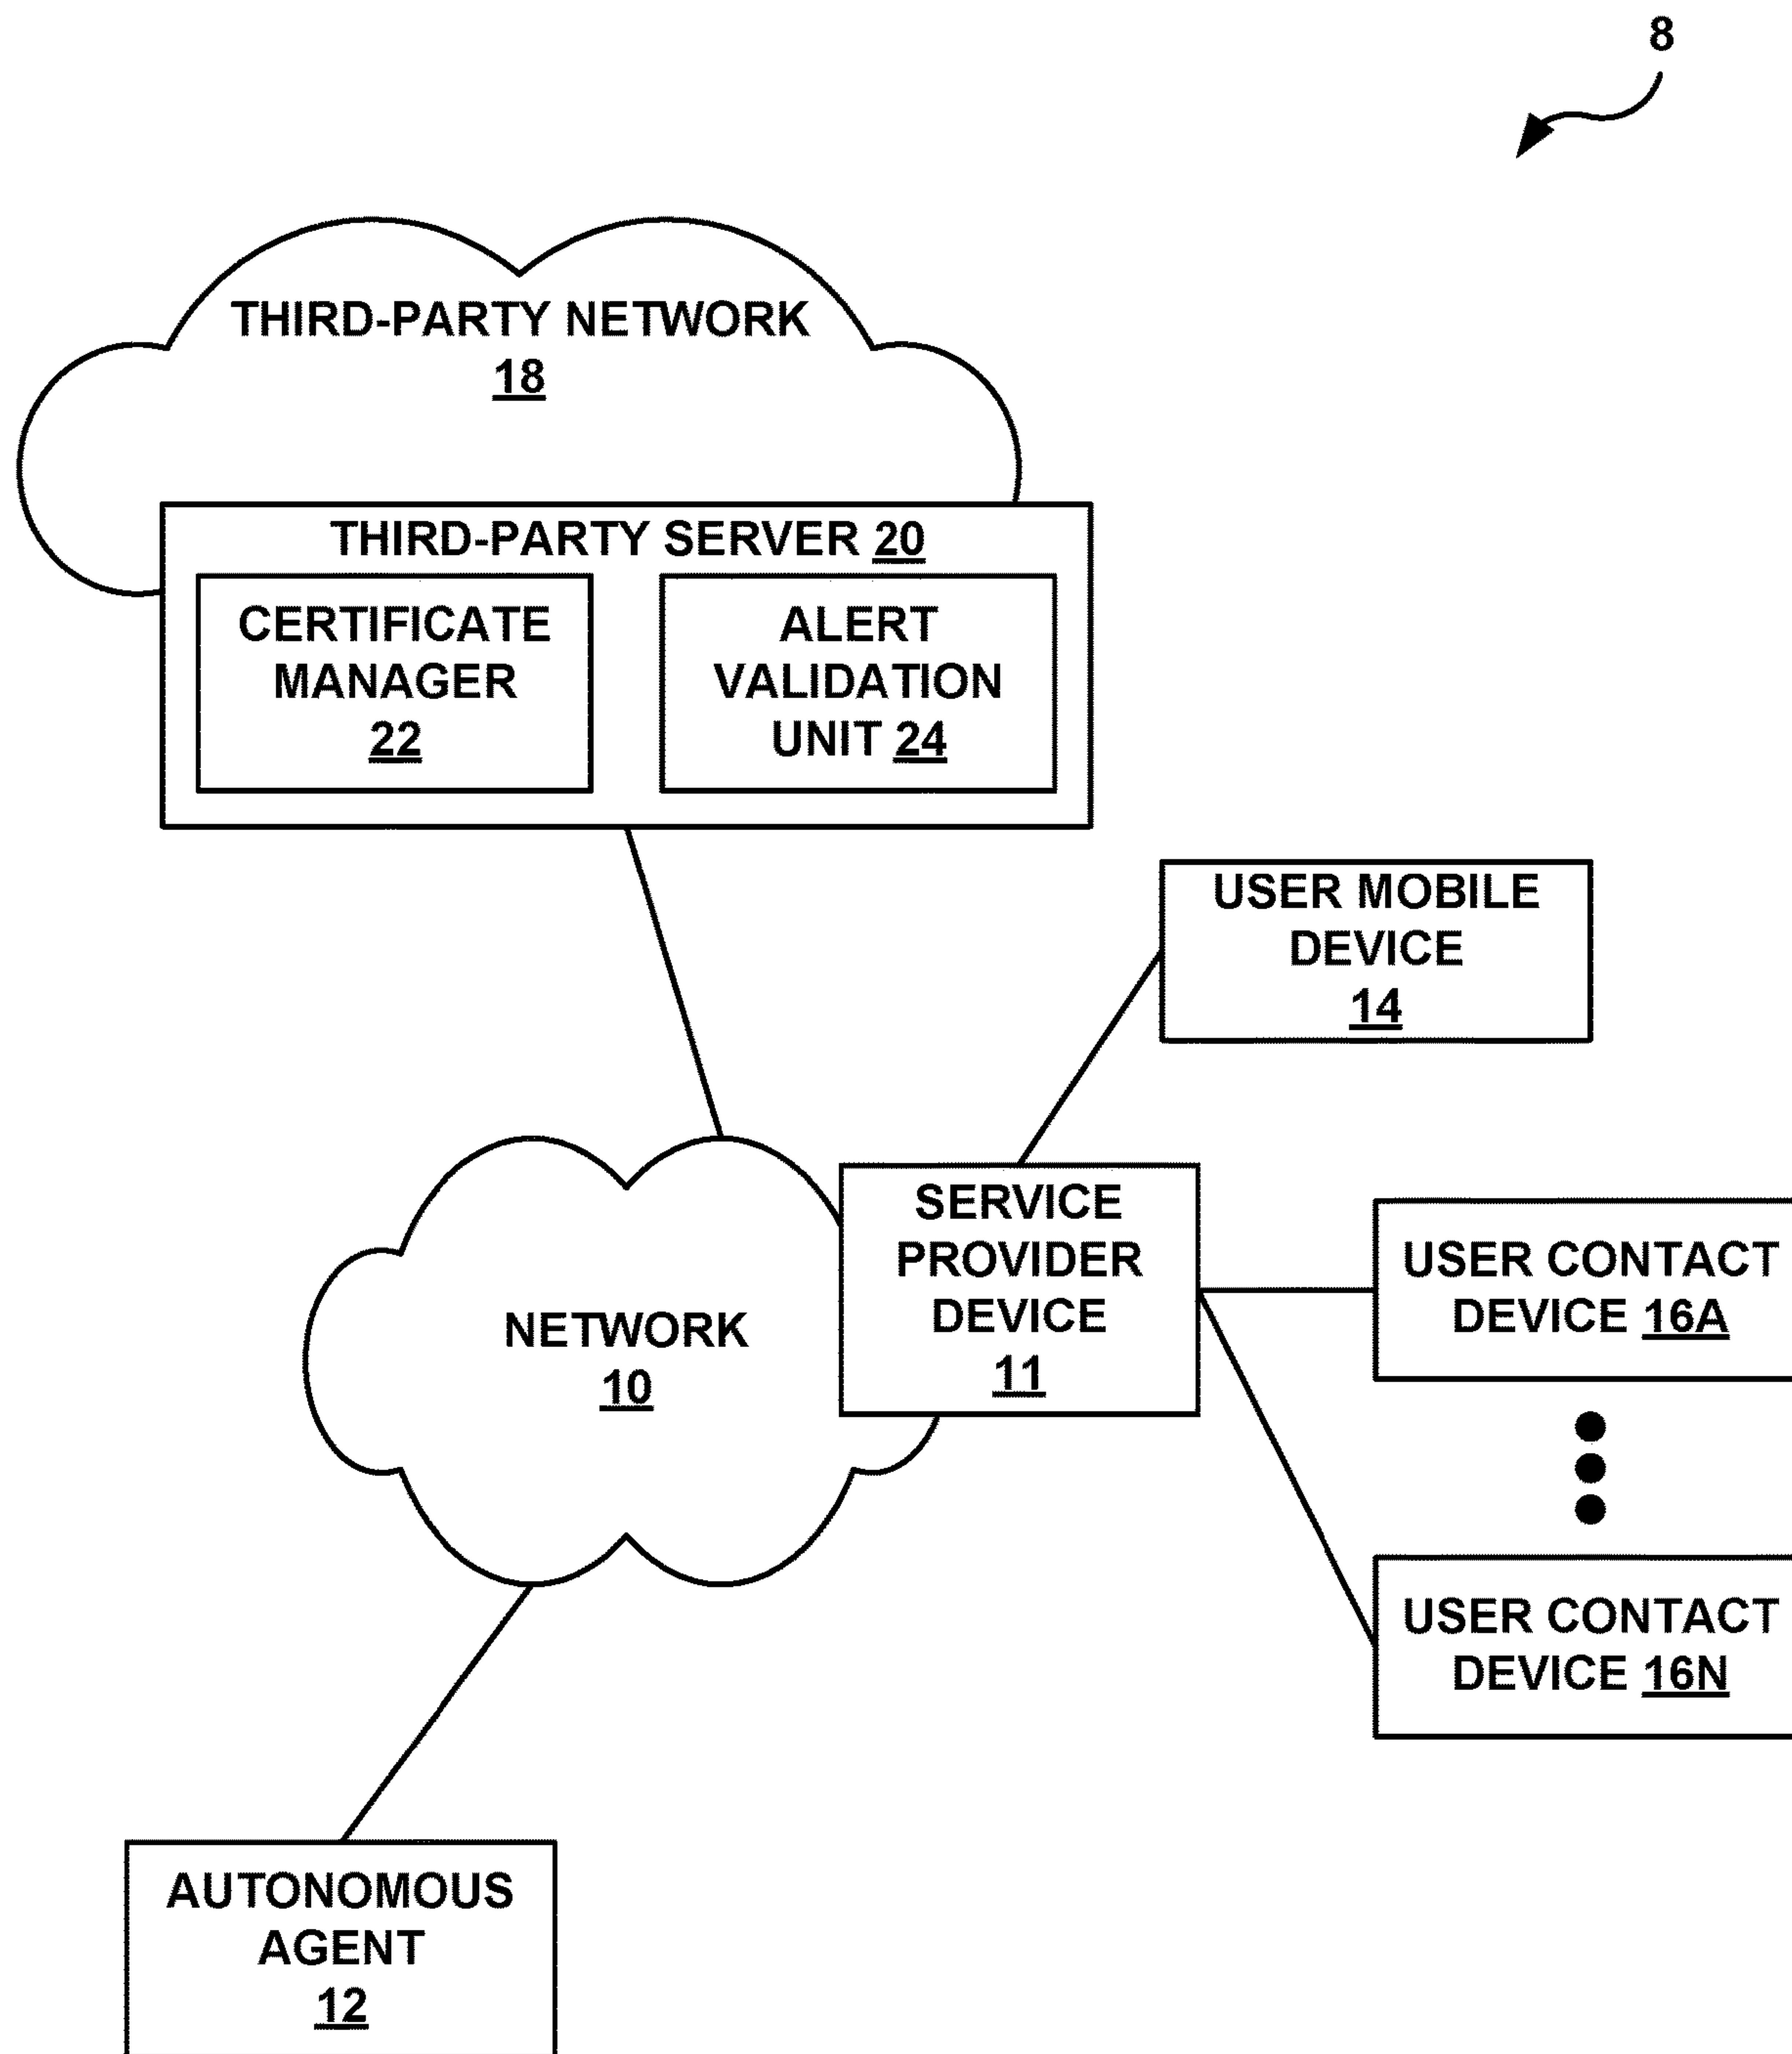 8
THIRD-PARTY NETWORK
18
THIRD-PARTY SERVER 20
CERTIFICATE
MANAGER
22
ALERT
VALIDATION
UNIT 24
USER MOBILE
DEVICE
14
SERVICE
PROVIDER
DEVICE
11
USER CONTACT
DEVICE 16A
NETWORK
10
USER CONTACT
DEVICE 16N
AUTONOMOUS
AGENT
12